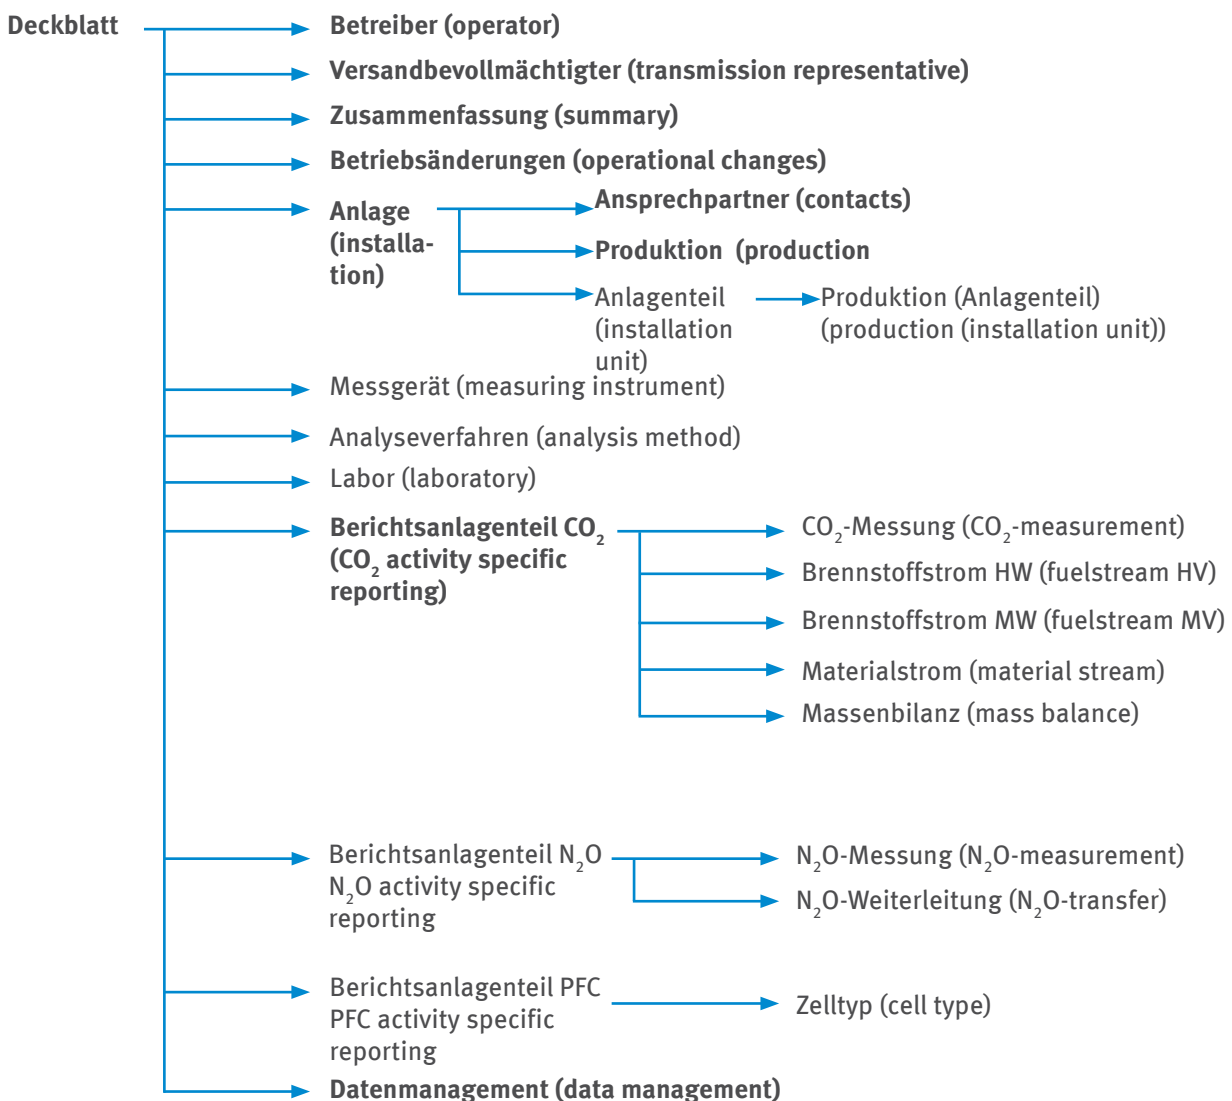 Deckblatt
Betreiber (operator)
Versandbevollmächtigter (transmission representative)
Zusammenfassung (summary)
Betriebsänderungen (operational changes)
Anlage
(installa-
tion)
Ansprechpartner (contacts)
Produktion (production
Anlagenteil
(installation
unit)
Produktion (Anlagenteil)
(production (installation unit))
Messgerät (measuring instrument)
Analyseverfahren (analysis method)
Labor (laboratory)
Berichtsanlagenteil CO₂
(CO₂ activity specific
reporting)
CO₂-Messung (CO₂-measurement)
Brennstoffstrom HW (fuelstream HV)
Brennstoffstrom MW (fuelstream MV)
Materialstrom (material stream)
Massenbilanz (mass balance)
Berichtsanlagenteil N₂O
N₂O activity specific
reporting
N₂O-Messung (N₂O-measurement)
N₂O-Weiterleitung (N₂O-transfer)
Berichtsanlagenteil PFC
PFC activity specific
reporting
Zelltyp (cell type)
Datenmanagement (data management)